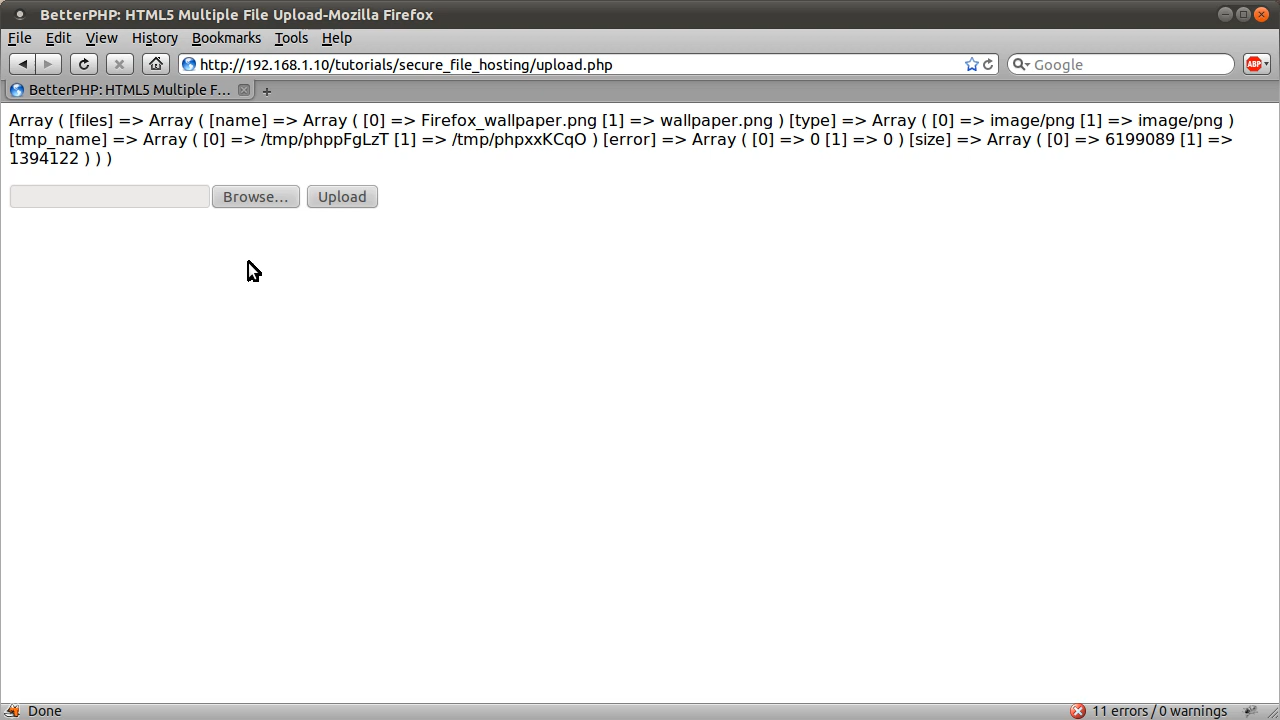 BetterPHP: HTML5 Multiple File Upload-Mozilla Firefox
File Edit View History Bookmarks Tools Help
http://192.168.1.10/tutorials/secure_file_hosting/upload.php Google ABP
BetterPHP: HTML5 Multiple F...
Array ( [files] => Array ( [name] => Array ( [0] => Firefox_wallpaper.png [1] => wallpaper.png ) [type] => Array ( [0] => image/png [1] => image/png )
[tmp_name] => Array ( [0] => /tmp/phppFgLzT [1] => /tmp/phpxxKCqO ) [error] => Array ( [0] => 0 [1] => 0 ) [size] => Array ( [0] => 6199089 [1] =>
1394122 ) ) )
Browse... Upload
Done 11 errors / 0 warnings